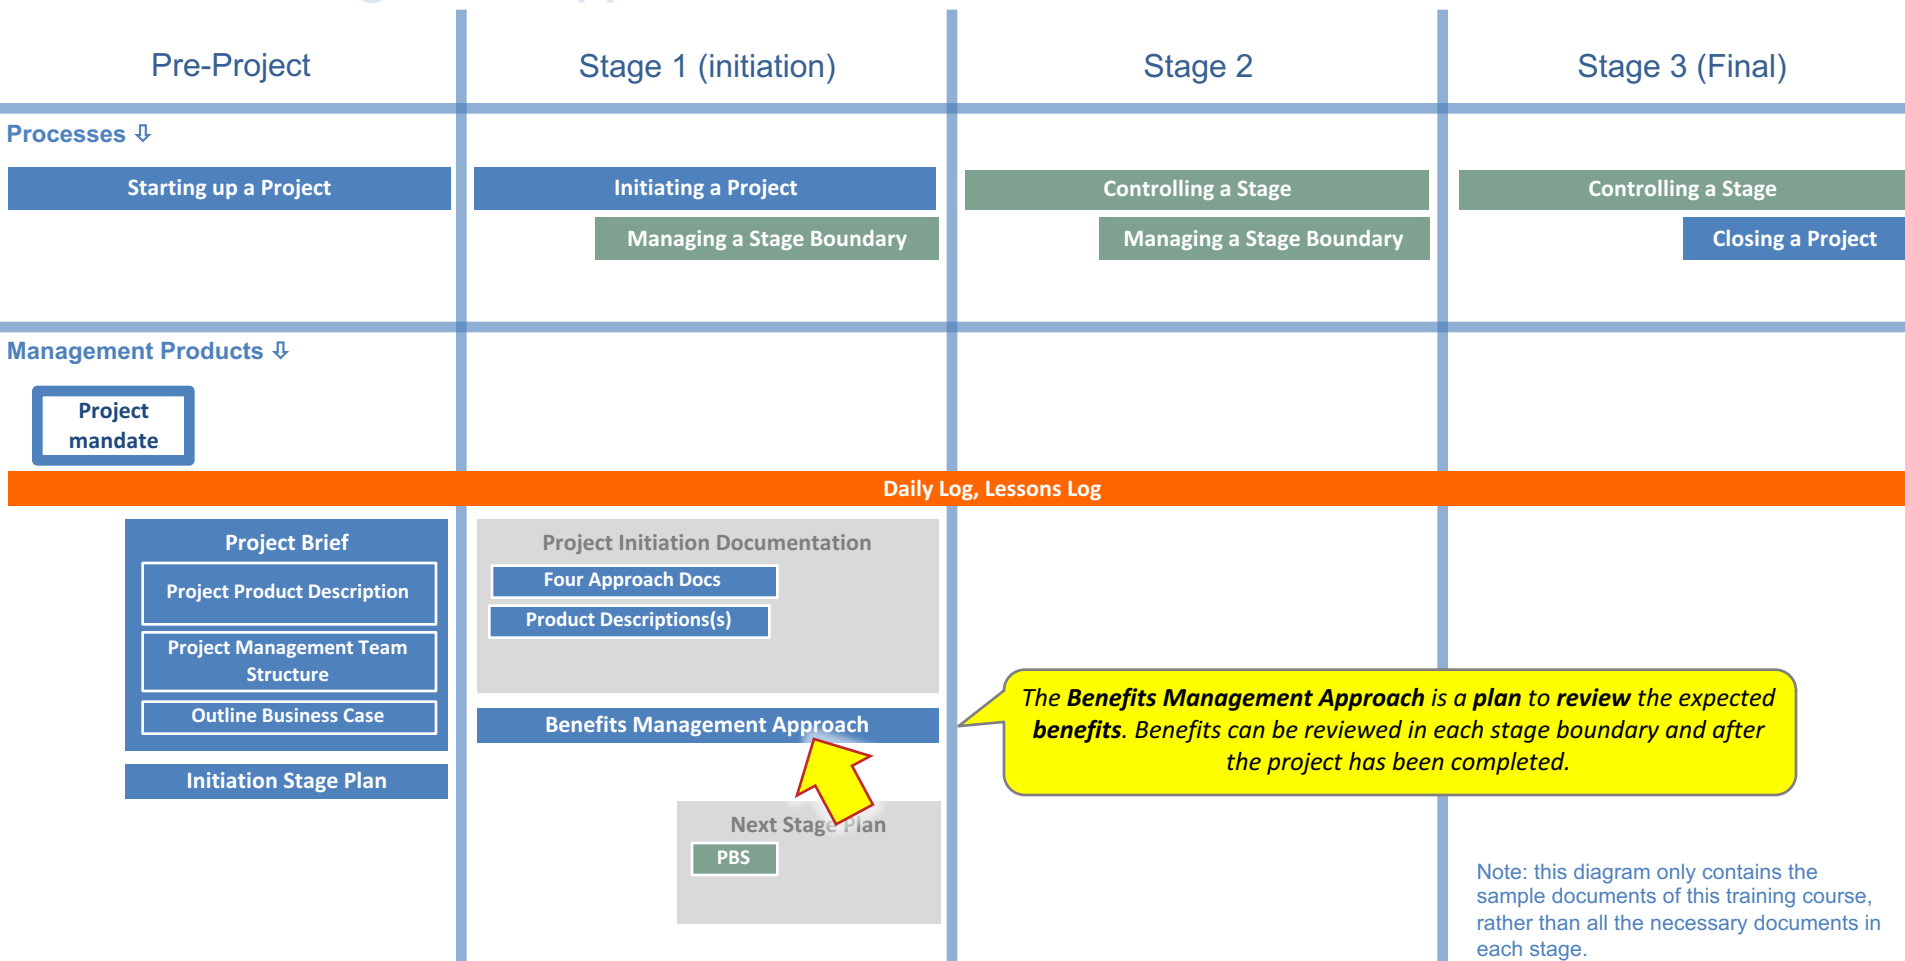 Pre-Project
Stage 1 (initiation)
Stage 2
Stage 3 (Final)
Processes ⇩
Starting up a Project
Initiating a Project
Controlling a Stage
Controlling a Stage
Managing a Stage Boundary
Managing a Stage Boundary
Closing a Project
Management Products ⇩
Project
mandate
Daily Log, Lessons Log
Project Brief
Project Product Description
Project Management Team
Structure
Outline Business Case
Initiation Stage Plan
Project Initiation Documentation
Four Approach Docs
Product Descriptions(s)
Benefits Management Approach
Next Stage Plan
PBS
The Benefits Management Approach is a plan to review the expected
benefits. Benefits can be reviewed in each stage boundary and after
the project has been completed.
Note: this diagram only contains the
sample documents of this training course,
rather than all the necessary documents in
each stage.